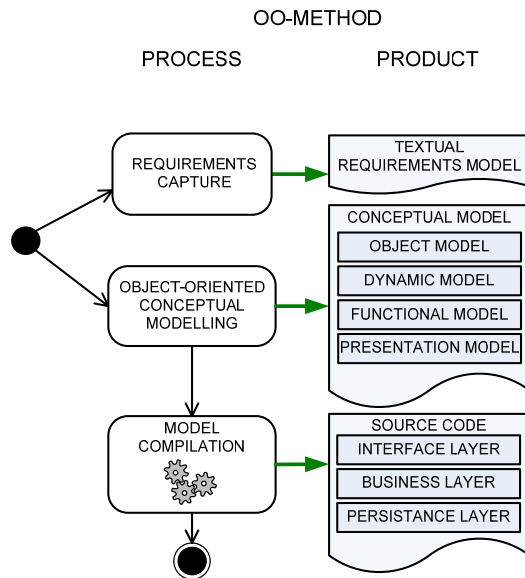 OO-METHOD
PROCESS
PRODUCT
REQUIREMENTS
CAPTURE
TEXTUAL
REQUIREMENTS MODEL
CONCEPTUAL MODEL
OBJECT MODEL
DYNAMIC MODEL
FUNCTIONAL MODEL
PRESENTATION MODEL
OBJECT-ORIENTED
CONCEPTUAL
MODELLING
MODEL
COMPILATION
SOURCE CODE
INTERFACE LAYER
BUSINESS LAYER
PERSISTANCE LAYER